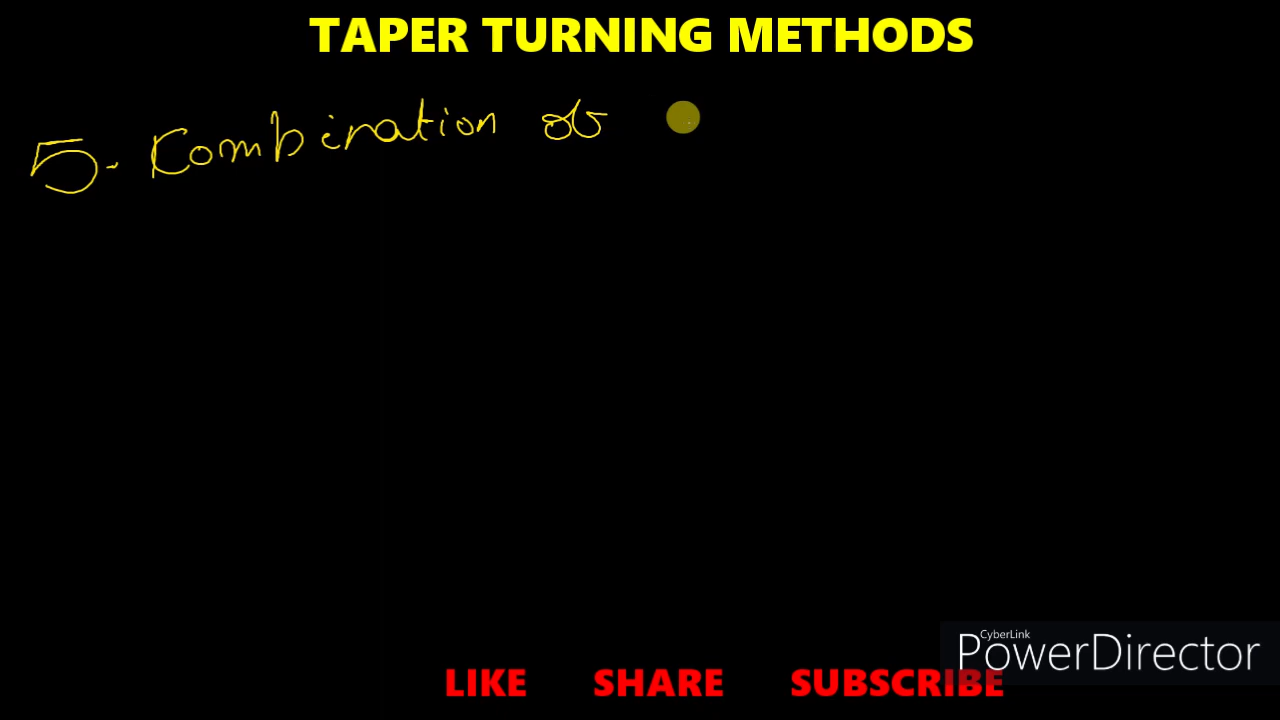 TAPER TURNING METHODS
5. Combination of
CyberLink
PowerDirector
LIKE SHARE SUBSCRIBE